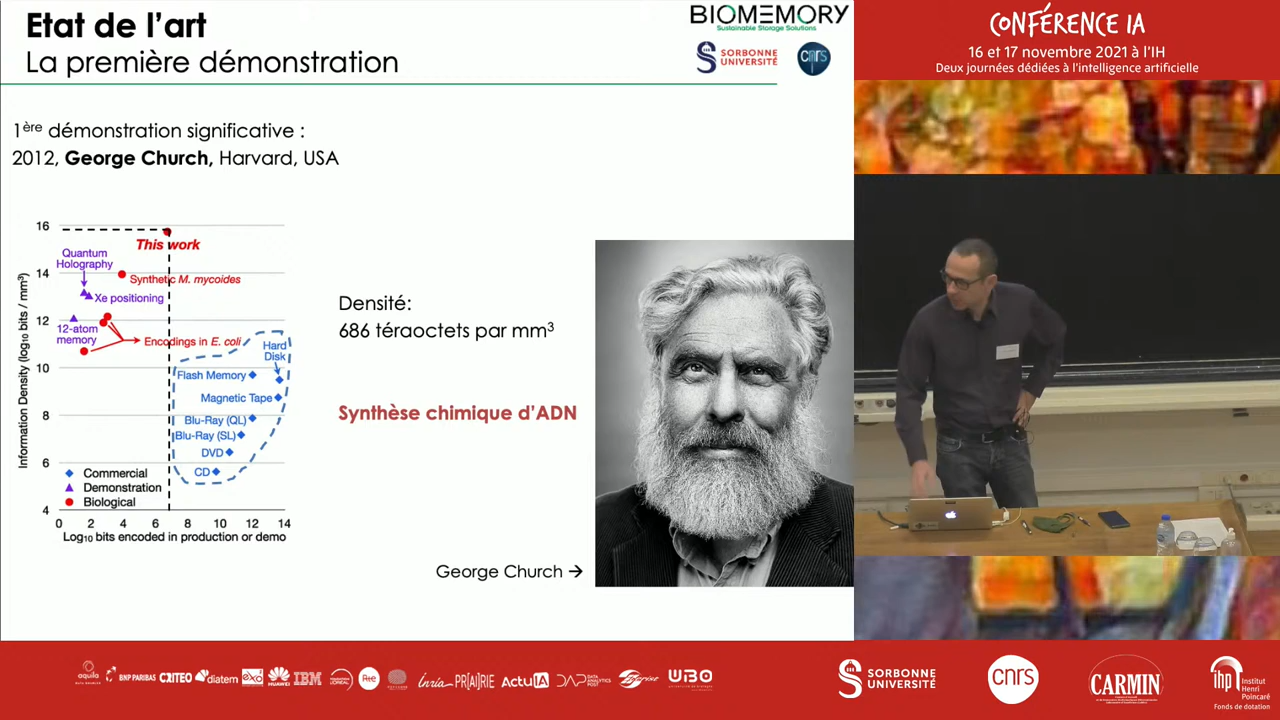 Etat de l'art
La première démonstration
BIOMEMORY
Sustainable Storage Solutions
SORBONNE
UNIVERSITÉ
cnrs
1ère démonstration significative :
2012, George Church, Harvard, USA
16
14
12
10
8
6
4
Information Density (log10 bits / mm3)
This work
Quantum
Holography
Synthetic M. mycoides
Xe positioning
12-atom
memory
Encodings in E. coli
Hard
Disk
Flash Memory
Magnetic Tape
Blu-Ray (QL)
Blu-Ray (SL)
DVD
CD
Commercial
Demonstration
Biological
0 2 4 6 8 10 12 14
Log10 bits encoded in production or demo
Densité:
686 téraoctets par mm3
Synthèse chimique d'ADN
George Church →
CONFÉRENCE IA
16 et 17 novembre 2021 à l'IH
Deux journées dédiées à l'intelligence artificielle
aquila
BNP PARIBAS
CRITEO
diatem
exo
HUAWEI
IBM
L'ORÉAL
Rte
Inria
PR[AI]RIE
ActuIA
DAP DATA ANALYTICS POST
WIBO
SORBONNE
UNIVERSITÉ
cnrs
CARMIN
ihp
Institut
Henri
Poincaré
Fonds de dotation